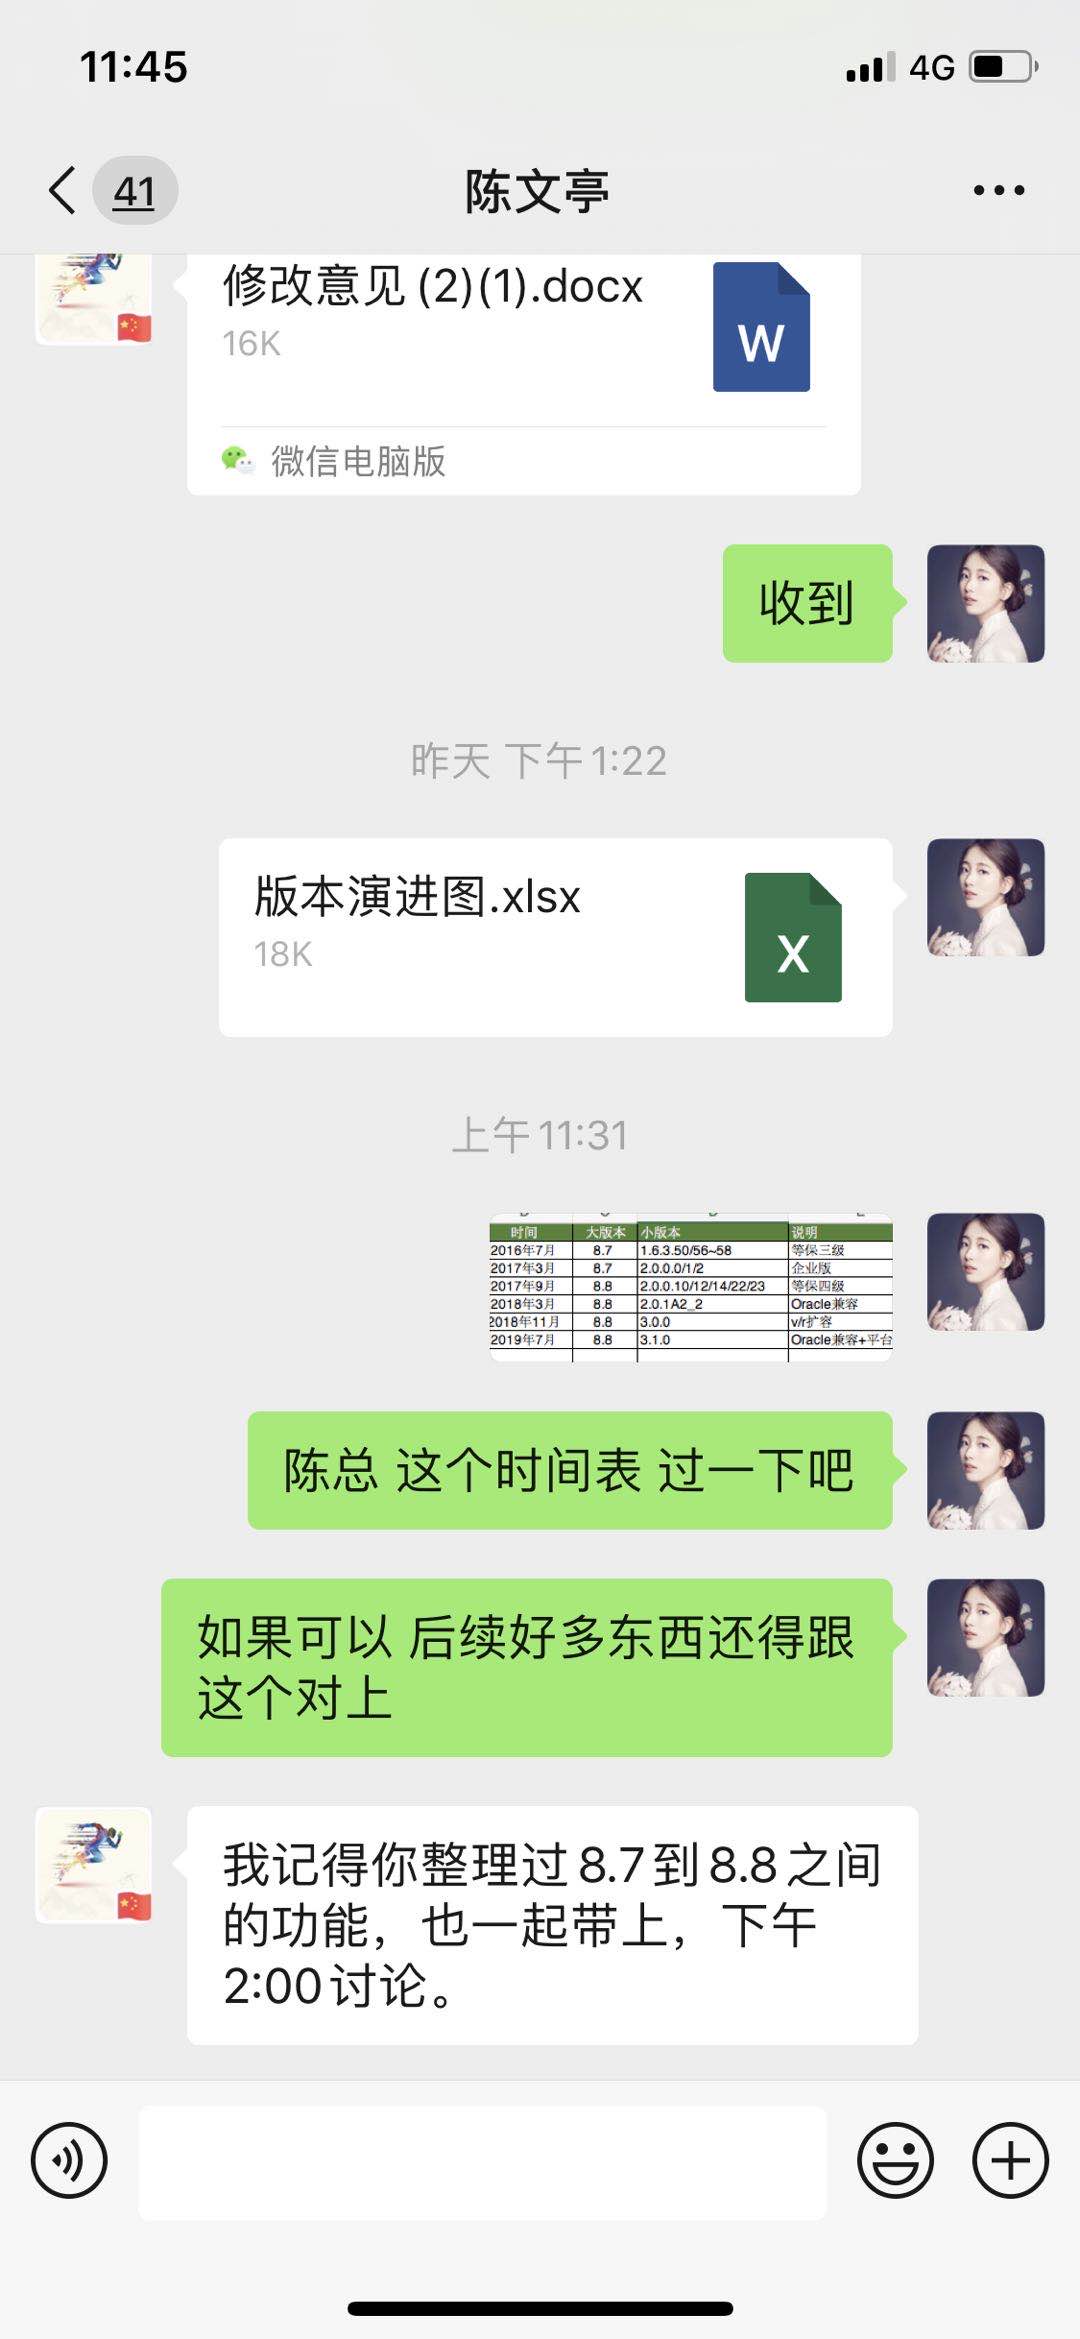 11:45
4G
41
陈文亭
修改意见 (2)(1).docx
16K
W
微信电脑版
收到
昨天 下午1:22
版本演进图.xlsx
18K
X
上午11:31
时间 大版本 小版本 说明
2016年7月 8.7 1.6.3.50/56~58 等保三级
2017年3月 8.7 2.0.0.0/1/2 企业版
2017年9月 8.8 2.0.0.10/12/14/22/23 等保四级
2018年3月 8.8 2.0.1A2_2 Oracle兼容
2018年11月 8.8 3.0.0 v/r扩容
2019年7月 8.8 3.1.0 Oracle兼容+平台
陈总 这个时间表 过一下吧
如果可以 后续好多东西还得跟
这个对上
我记得你整理过8.7到8.8之间
的功能，也一起带上，下午
2:00讨论。